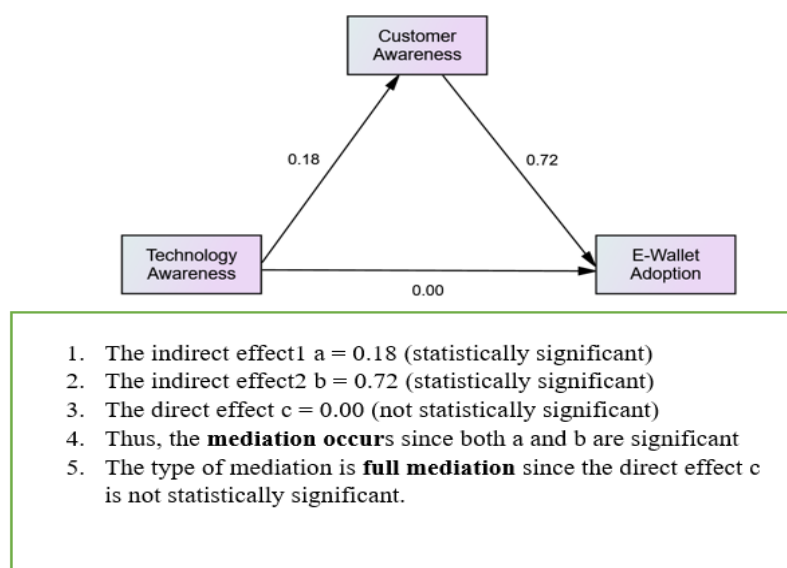 Customer
Awareness
0.18
0.72
Technology
Awareness
E-Wallet
Adoption
0.00
1. The indirect effect1 a = 0.18 (statistically significant)
2. The indirect effect2 b = 0.72 (statistically significant)
3. The direct effect c = 0.00 (not statistically significant)
4. Thus, the mediation occurs since both a and b are significant
5. The type of mediation is full mediation since the direct effect c
is not statistically significant.